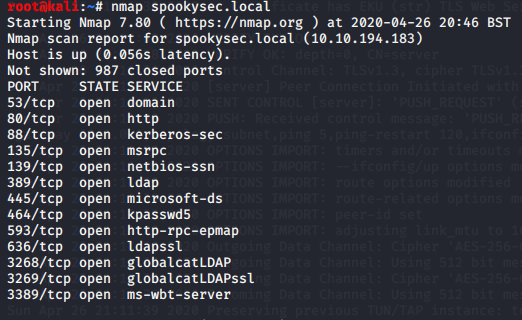 root@kali:~# nmap spookysec.local
Starting Nmap 7.80 ( https://nmap.org ) at 2020-04-26 20:46 BST
Nmap scan report for spookysec.local (10.10.194.183)
Host is up (0.056s latency).
Not shown: 987 closed ports
PORT STATE SERVICE
53/tcp open domain
80/tcp open http
88/tcp open kerberos-sec
135/tcp open msrpc
139/tcp open netbios-ssn
389/tcp open ldap
445/tcp open microsoft-ds
464/tcp open kpasswd5
593/tcp open http-rpc-epmap
636/tcp open ldapssl
3268/tcp open globalcatLDAP
3269/tcp open globalcatLDAPssl
3389/tcp open ms-wbt-server